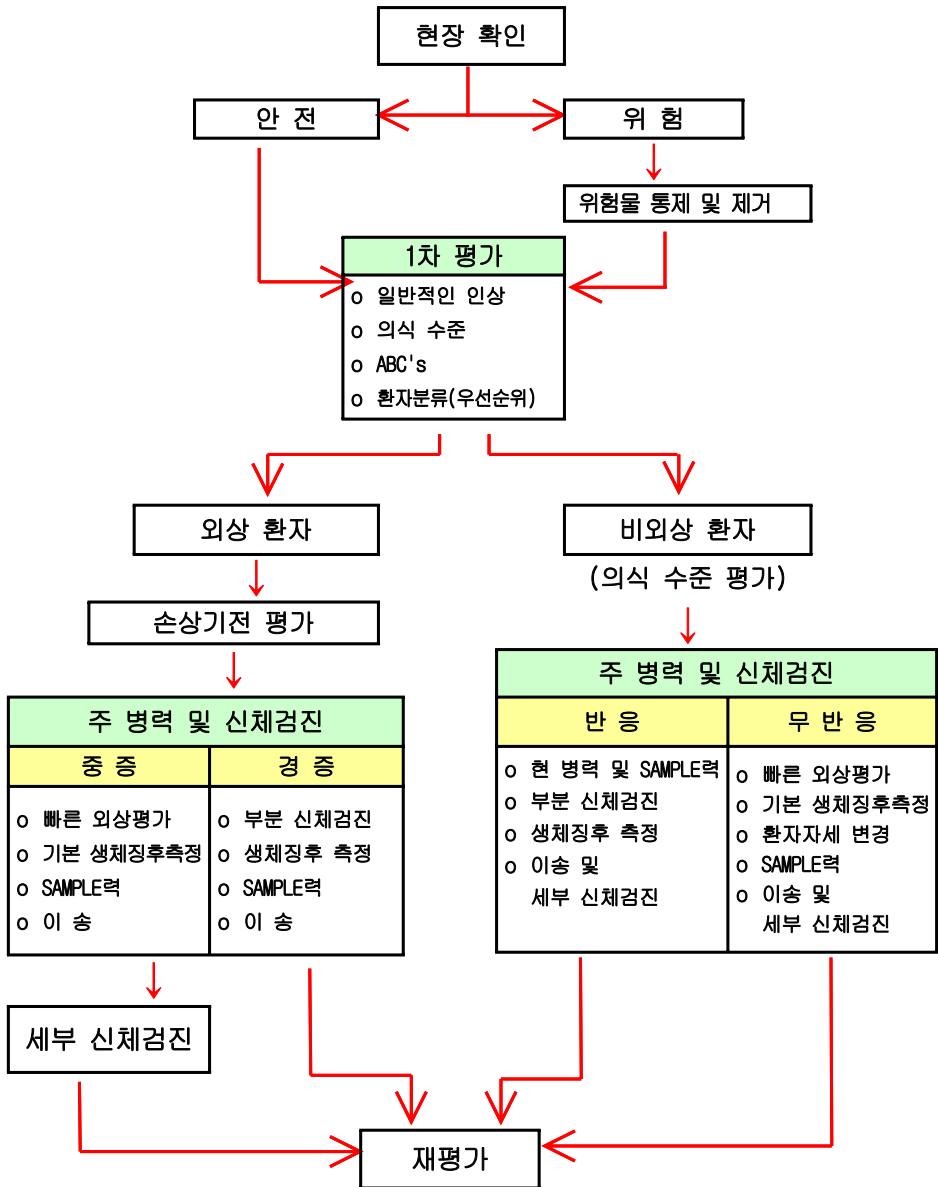 현장 확인
안 전
위 험
위험물 통제 및 제거
1차 평가
o 일반적인 인상
o 의식 수준
o ABC's
o 환자분류(우선순위)
외상 환자
비외상 환자
(의식 수준 평가)
손상기전 평가
주 병력 및 신체검진
중 증
경 증
o 빠른 외상평가
o 기본 생체징후측정
o SAMPLE력
o 이 송
o 부분 신체검진
o 생체징후 측정
o SAMPLE력
o 이 송
주 병력 및 신체검진
반 응
무 반 응
o 현 병력 및 SAMPLE력
o 부분 신체검진
o 생체징후 측정
o 이송 및
세부 신체검진
o 빠른 외상평가
o 기본 생체징후측정
o 환자자세 변경
o SAMPLE력
o 이송 및
세부 신체검진
세부 신체검진
재평가